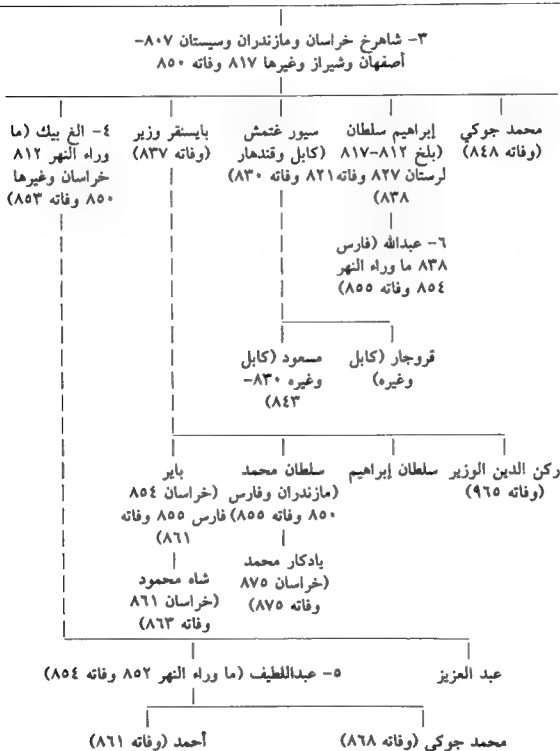 ٣- شاهرخ خراسان ومازندران وسيستان ٨٠٧-
أصفهان وشيراز وغيرها ٨١٧ وفاته ٨٥٠
محمد جوكي
(وفاته ٨٤٨)
إبراهيم سلطان
(بلخ ٨١٢-٨١٧
لرستان ٨٢٧ وفاته
٨٣٨)
سيور غتمش
(كابل وقندهار
٨٢١ وفاته ٨٣٠)
بايسنقر وزير
(وفاته ٨٣٧)
٤- الغ بيك (ما
وراء النهر ٨١٢
خراسان وغيرها
٨٥٠ وفاته ٨٥٣)
٦- عبدالله (فارس
٨٣٨ ما وراء النهر
٨٥٤ وفاته ٨٥٥)
قروجار (كابل
وغيره)
مسعود (كابل
وغيره ٨٣٠-
٨٤٣)
ركن الدين الوزير
(وفاته ٩٦٥)
سلطان إبراهيم
سلطان محمد
(مازندران وفارس
٨٥٠ وفاته ٨٥٥)
باير
(خراسان ٨٥٤
فارس ٨٥٥ وفاته
٨٦١)
يادكار محمد
(خراسان ٨٧٥
وفاته ٨٧٥)
شاه محمود
(خراسان ٨٦١
وفاته ٨٦٣)
عبد العزيز
٥- عبداللطيف (ما وراء النهر ٨٥٢ وفاته ٨٥٤)
محمد جوكي (وفاته ٨٦٨)
أحمد (وفاته ٨٦١)